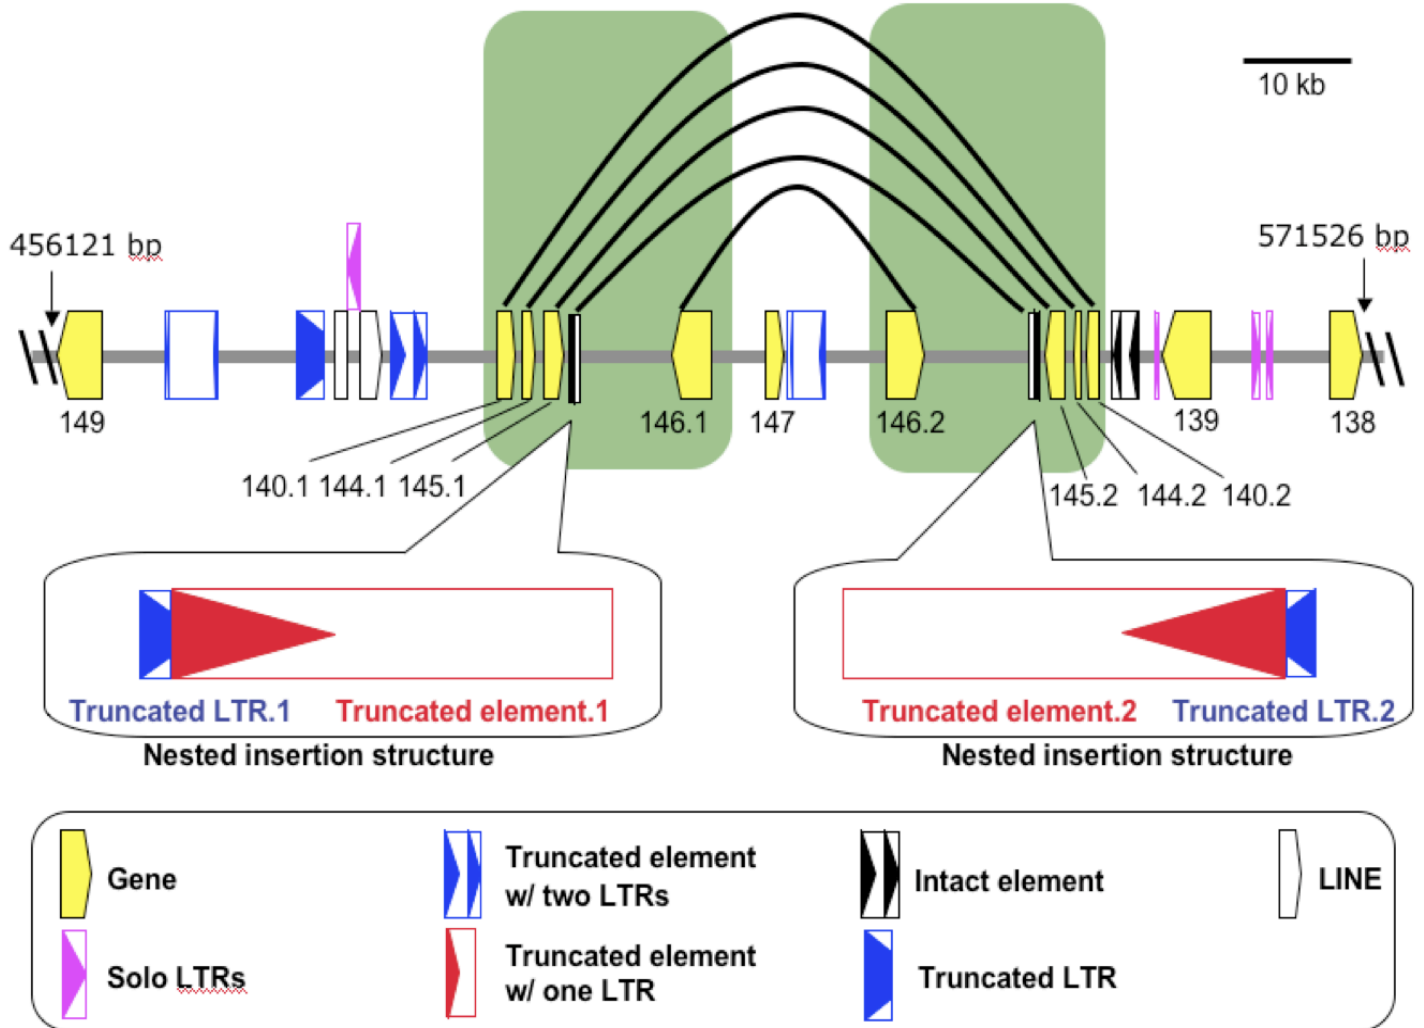 10 kb
456121 bp
571526 bp
149
146.1
147
146.2
139
138
140.1 144.1 145.1
145.2 144.2 140.2
Truncated LTR.1 Truncated element.1
Truncated element.2 Truncated LTR.2
Nested insertion structure
Nested insertion structure
Gene
Truncated element
w/ two LTRs
Intact element
LINE
Solo LTRs
Truncated element
w/ one LTR
Truncated LTR